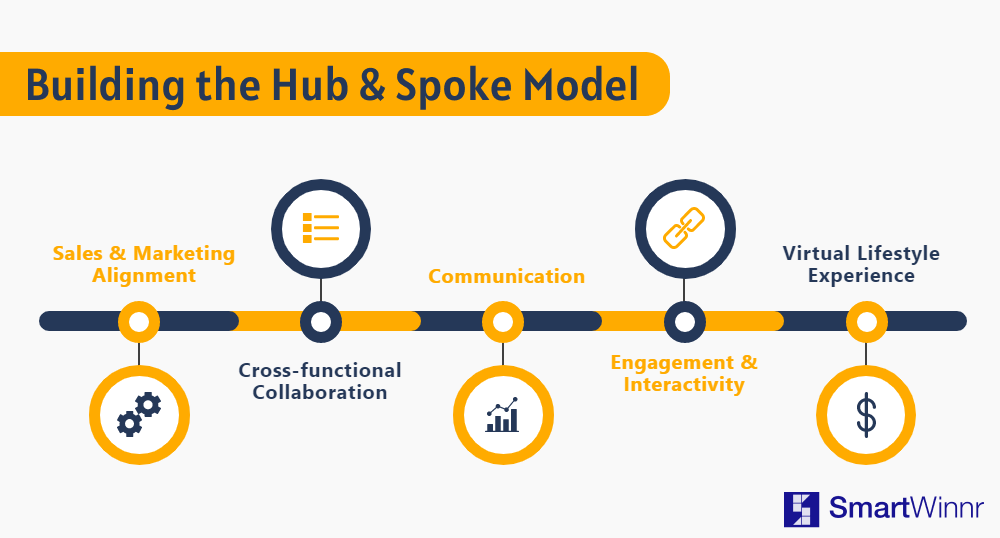 Building the Hub & Spoke Model
Sales & Marketing
Alignment
Cross-functional
Collaboration
Communication
Engagement &
Interactivity
Virtual Lifestyle
Experience
SmartWinnr